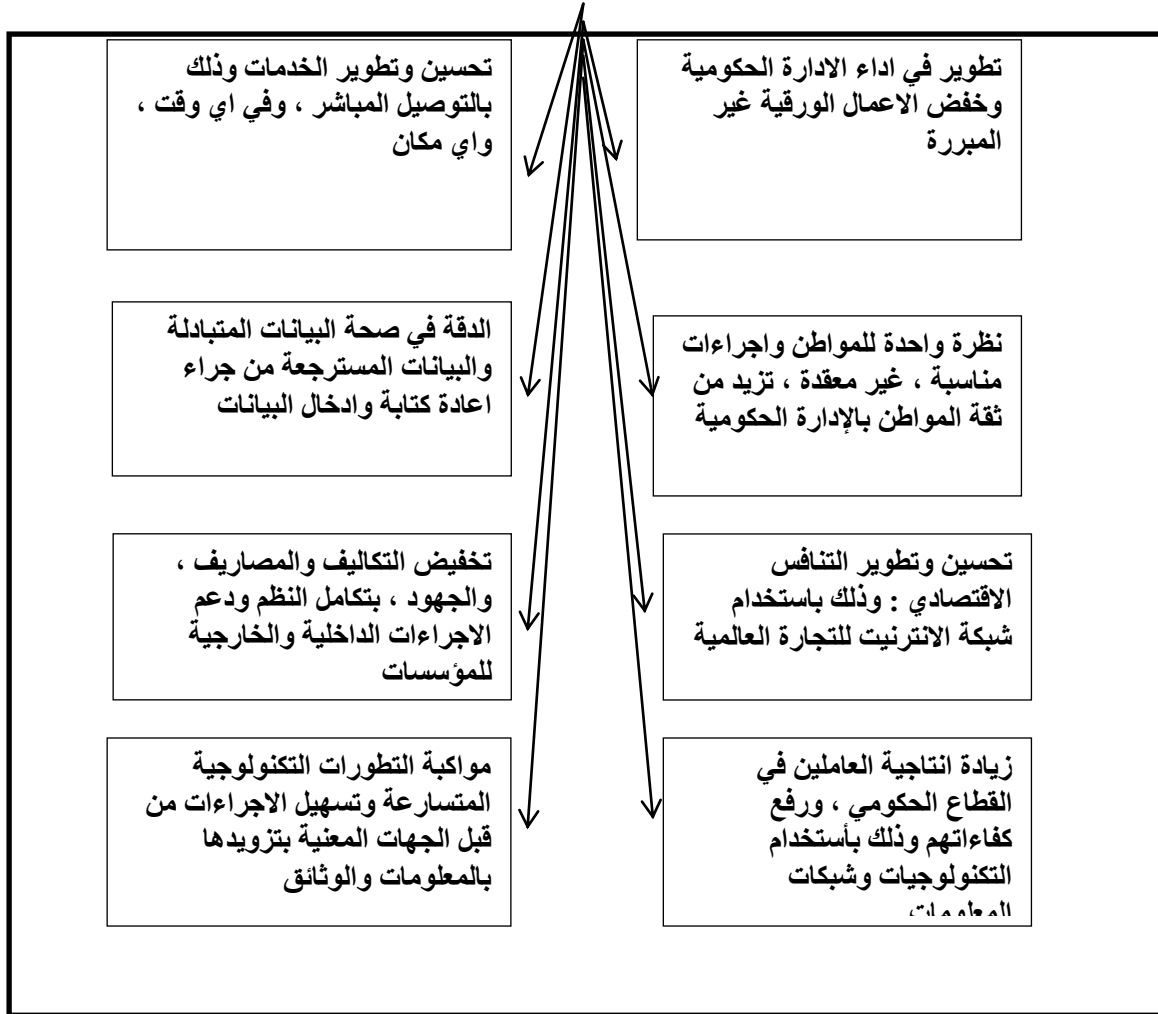 تطوير في اداء الادارة الحكومية
وخفض الاعمال الورقية غير
المبررة
تحسين وتطوير الخدمات وذلك
بالتوصيل المباشر ، وفي اي وقت ،
واي مكان
نظرة واحدة للمواطن واجراءات
مناسبة ، غير معقدة ، تزيد من
ثقة المواطن بالإدارة الحكومية
الدقة في صحة البيانات المتبادلة
والبيانات المسترجعة من جراء
اعادة كتابة وادخال البيانات
تحسين وتطوير التنافس
الاقتصادي : وذلك باستخدام
شبكة الانترنيت للتجارة العالمية
تخفيض التكاليف والمصاريف ،
والجهود ، بتكامل النظم ودعم
الاجراءات الداخلية والخارجية
للمؤسسات
زيادة انتاجية العاملين في
القطاع الحكومي ، ورفع
كفاءاتهم وذلك بأستخدام
التكنولوجيات وشبكات
المعلومات
مواكبة التطورات التكنولوجية
المتسارعة وتسهيل الاجراءات من
قبل الجهات المعنية بتزويدها
بالمعلومات والوثائق